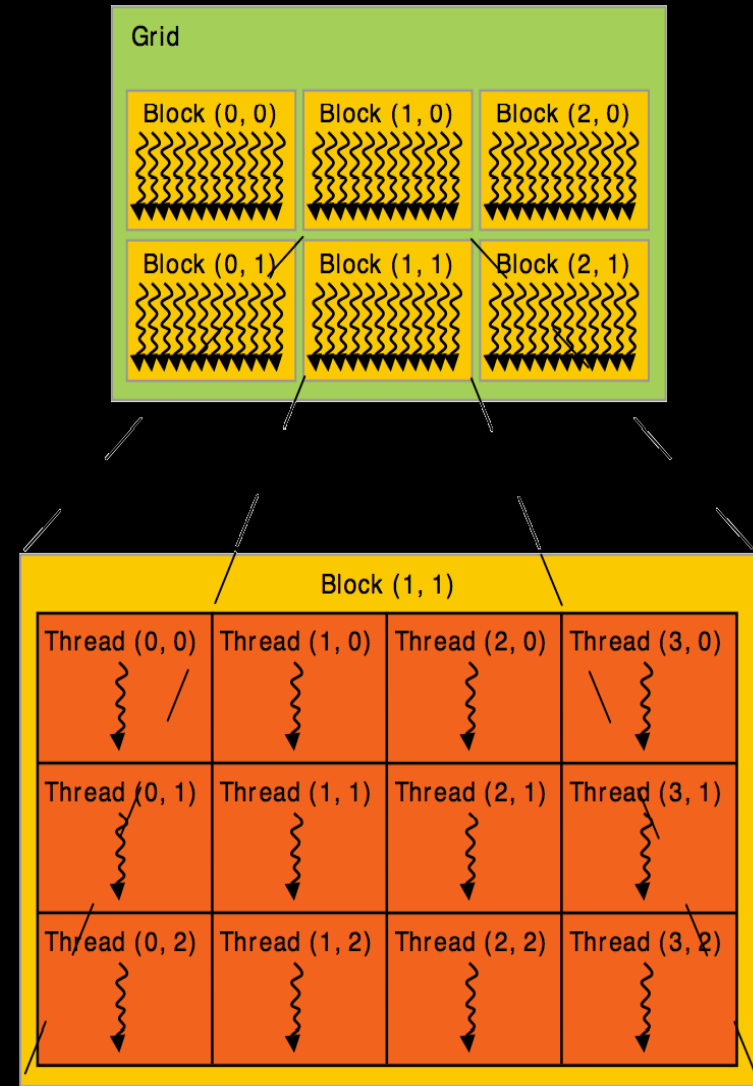 Grid
Block (0, 0) Block (1, 0) Block (2, 0)
Block (0, 1) Block (1, 1) Block (2, 1)
Block (1, 1)
Thread (0, 0) Thread (1, 0) Thread (2, 0) Thread (3, 0)
Thread (0, 1) Thread (1, 1) Thread (2, 1) Thread (3, 1)
Thread (0, 2) Thread (1, 2) Thread (2, 2) Thread (3, 2)